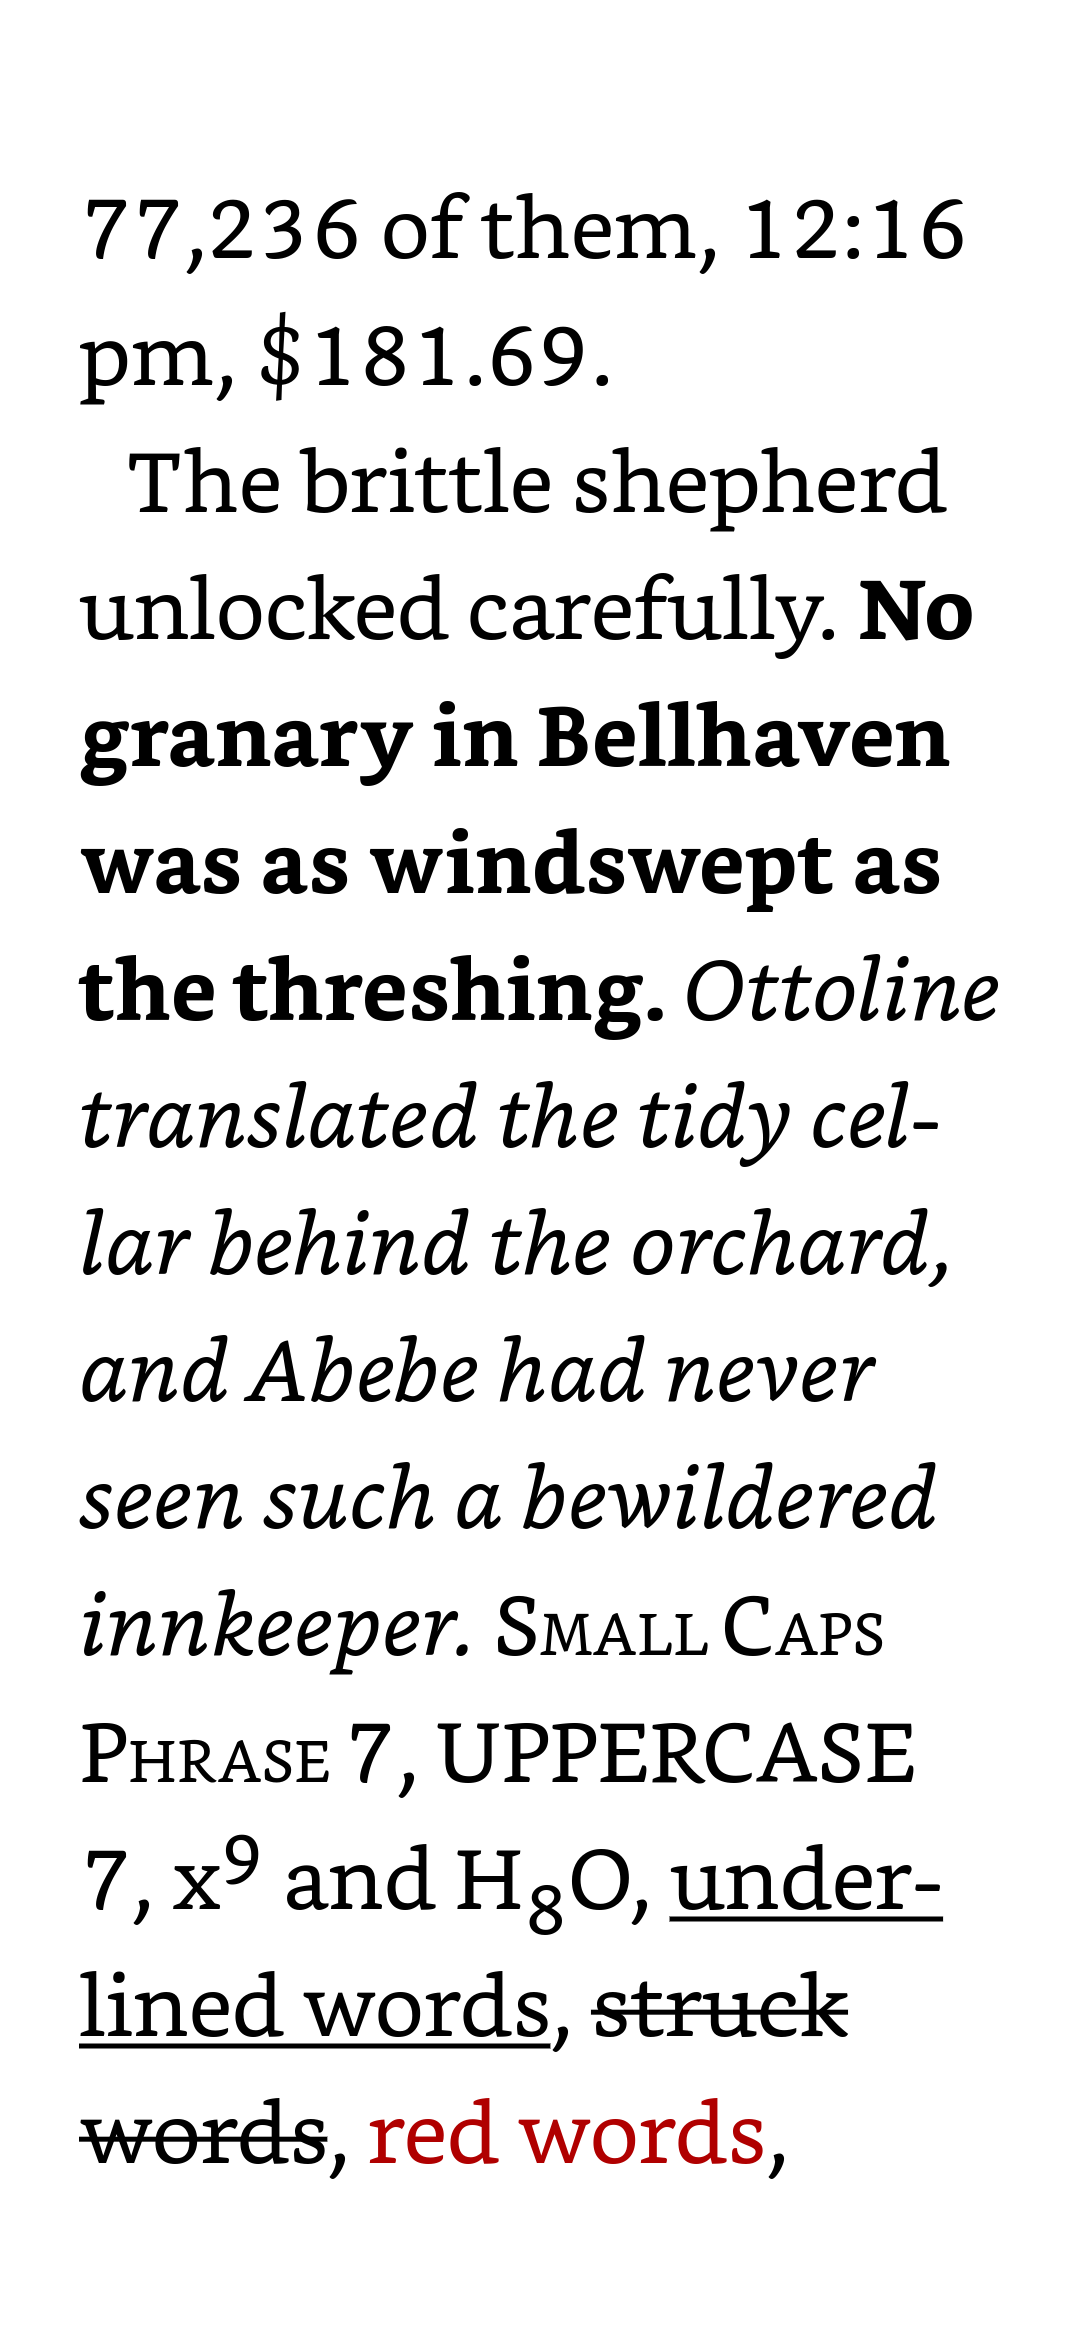 77,236 of them, 12:16
pm, $181.69.
The brittle shepherd
unlocked carefully. No
granary in Bellhaven
was as windswept as
the threshing. Ottoline
translated the tidy cel-
lar behind the orchard,
and Abebe had never
seen such a bewildered
innkeeper. Small Caps
Phrase 7, UPPERCASE
7, x⁹ and H₈O, under-
lined words, struck
words, red words,